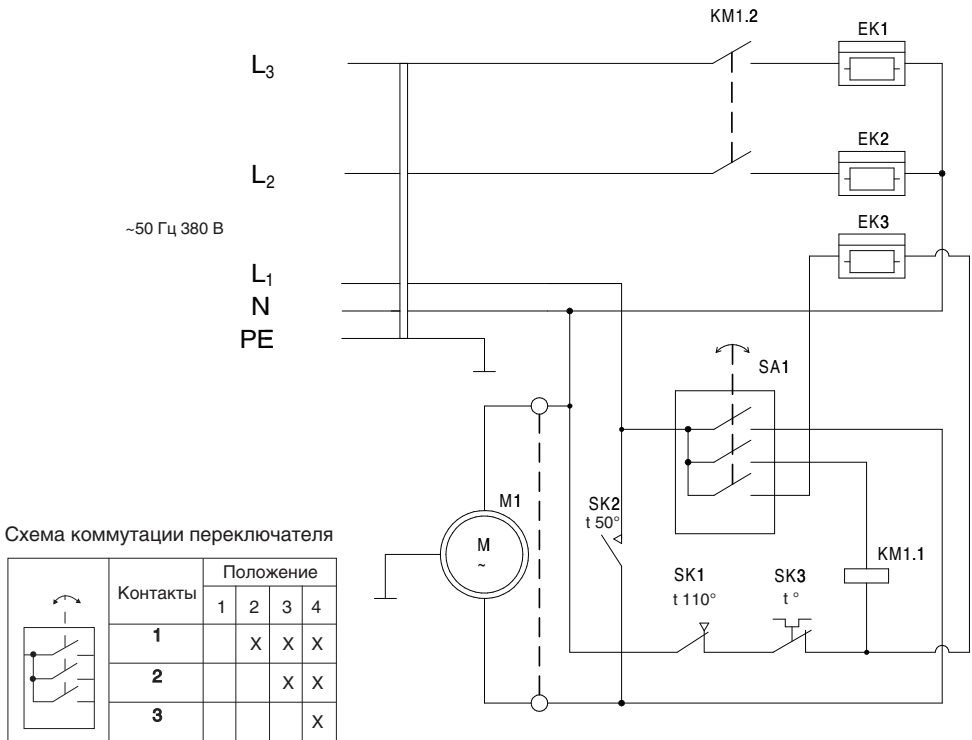 KM1.2
EK1
L3
EK2
L2
~50 Гц 380 В
EK3
L1
N
PE
SA1
M1
SK2
t 50°
M
~
KM1.1
SK1
t 110°
SK3
t °
Схема коммутации переключателя
Контакты
Положение
1 2 3 4
1 X X X
2 X X
3 X